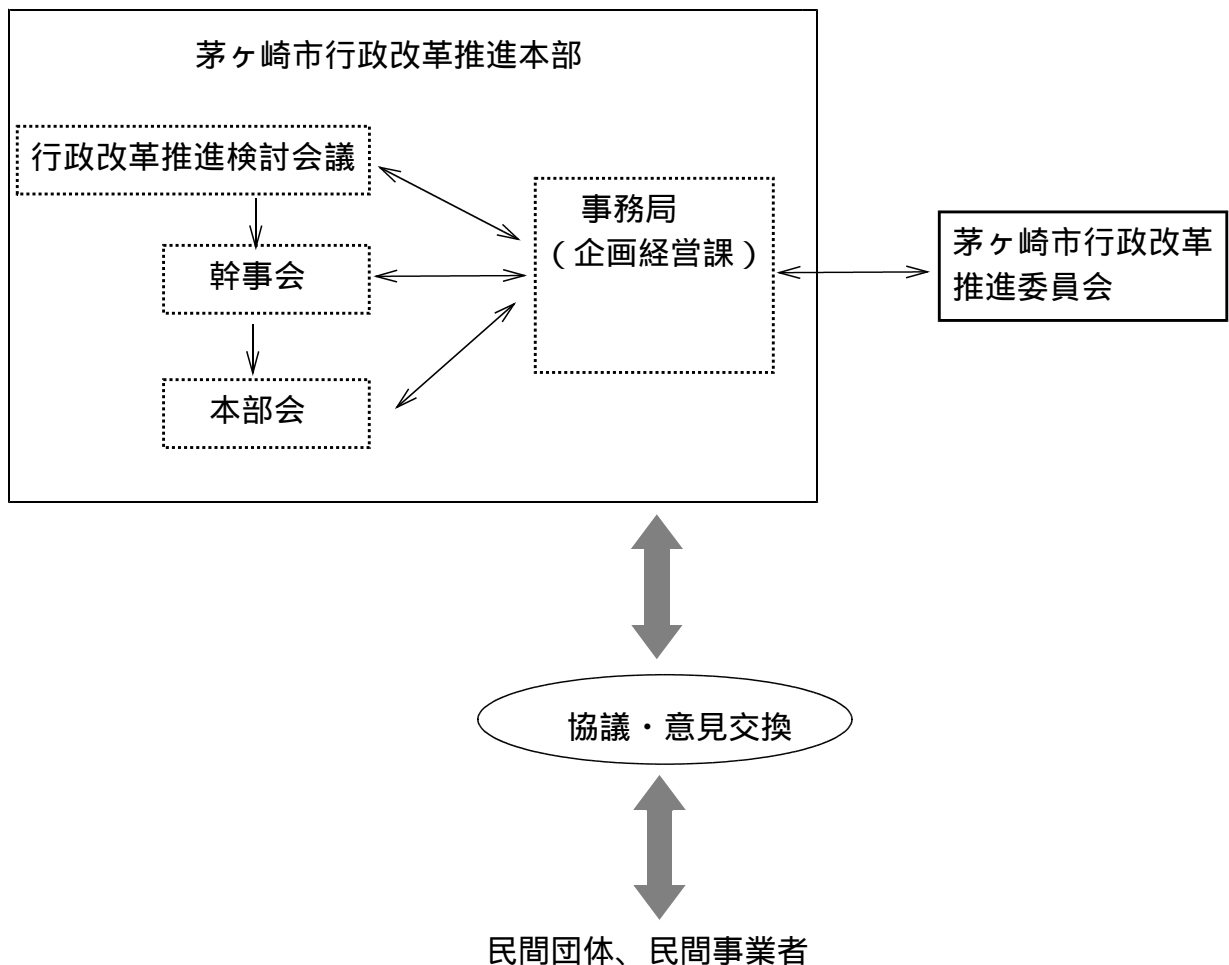 茅ヶ崎市行政改革推進本部
行政改革推進検討会議
幹事会
本部会
事務局
（企画経営課）
茅ヶ崎市行政改革
推進委員会
協議・意見交換
民間団体、民間事業者